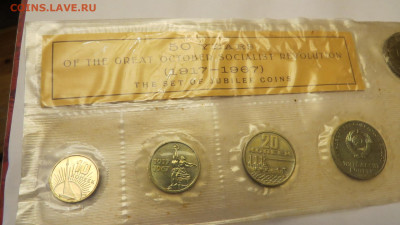 COINS.LAVE.RU
50 YEARS
OF THE GREAT OCTOBER SOCIALIST REVOLUTION
(1917-1967)
THE SET OF JUBILEE COINS
20